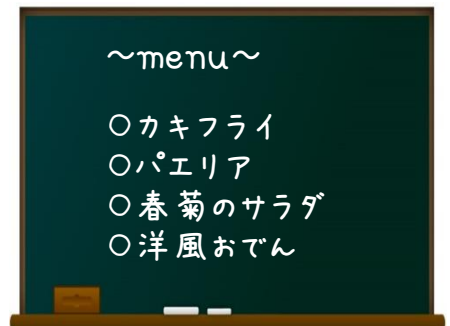 ~menu~
○カキフライ
○パエリア
○春菊のサラダ
○洋風おでん